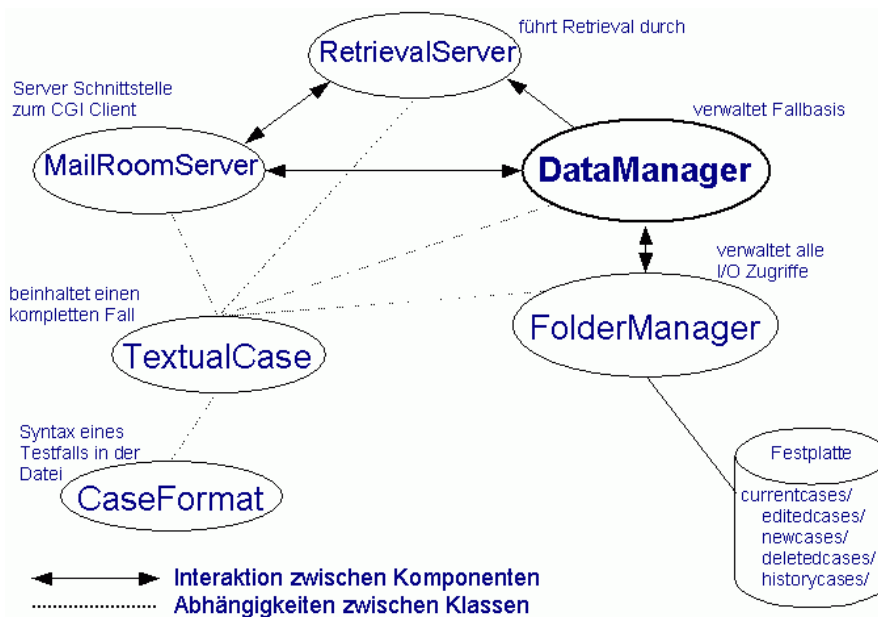 führt Retrieval durch
RetrievalServer
Server Schnittstelle
zum CGI Client
verwaltet Fallbasis
MailRoomServer
DataManager
verwaltet alle
I/O Zugriffe
beinhaltet einen
kompletten Fall
FolderManager
TextualCase
Syntax eines
Testfalls in der
Datei
CaseFormat
Festplatte
currentcases/
editedcases/
newcases/
deletedcases/
historycases/
Interaktion zwischen Komponenten
Abhängigkeiten zwischen Klassen